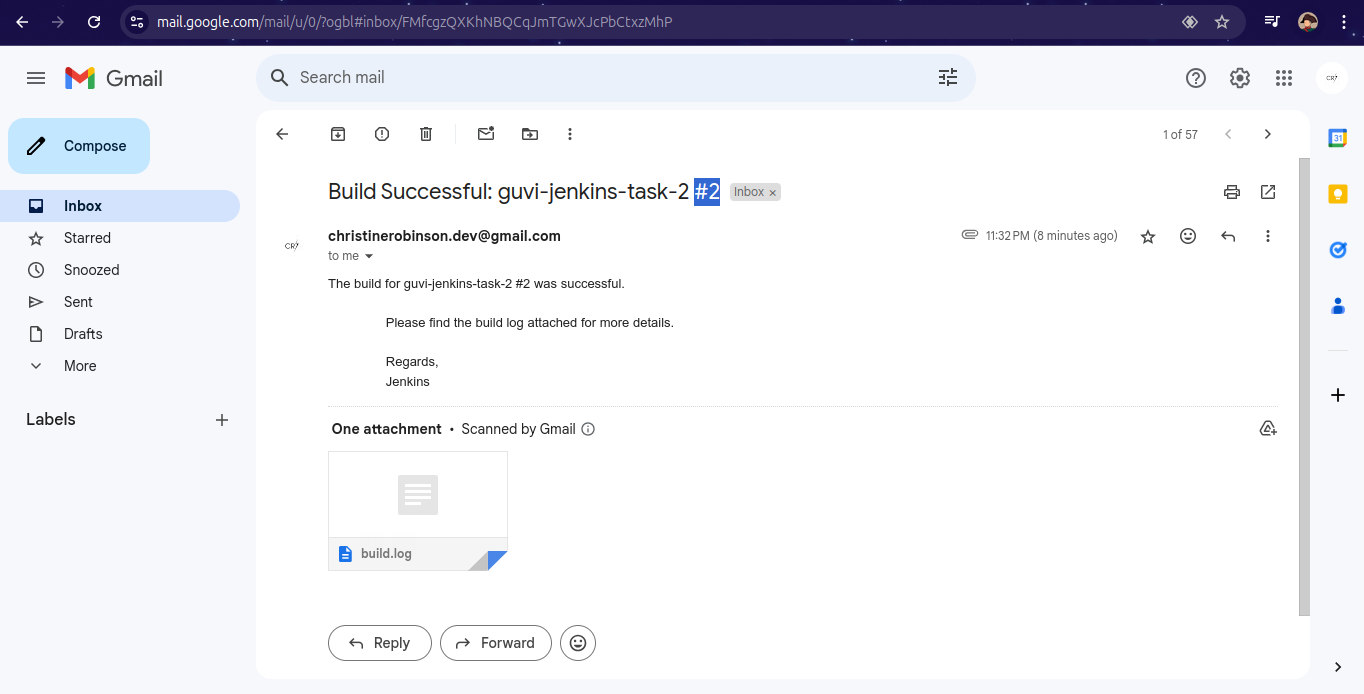 mail.google.com/mail/u/0/?ogbl#inbox/FMfcgzQXKhNBQCqJmTGwXJcPbCtxzMhP
Gmail
Search mail
CR7
Compose
1 of 57
Inbox
Starred
Snoozed
Sent
Drafts
More
Labels
Build Successful: guvi-jenkins-task-2 #2 Inbox ×
CR7
christinerobinson.dev@gmail.com 11:32 PM (8 minutes ago)
to me
The build for guvi-jenkins-task-2 #2 was successful.
Please find the build log attached for more details.
Regards,
Jenkins
One attachment • Scanned by Gmail
build.log
Reply Forward
31